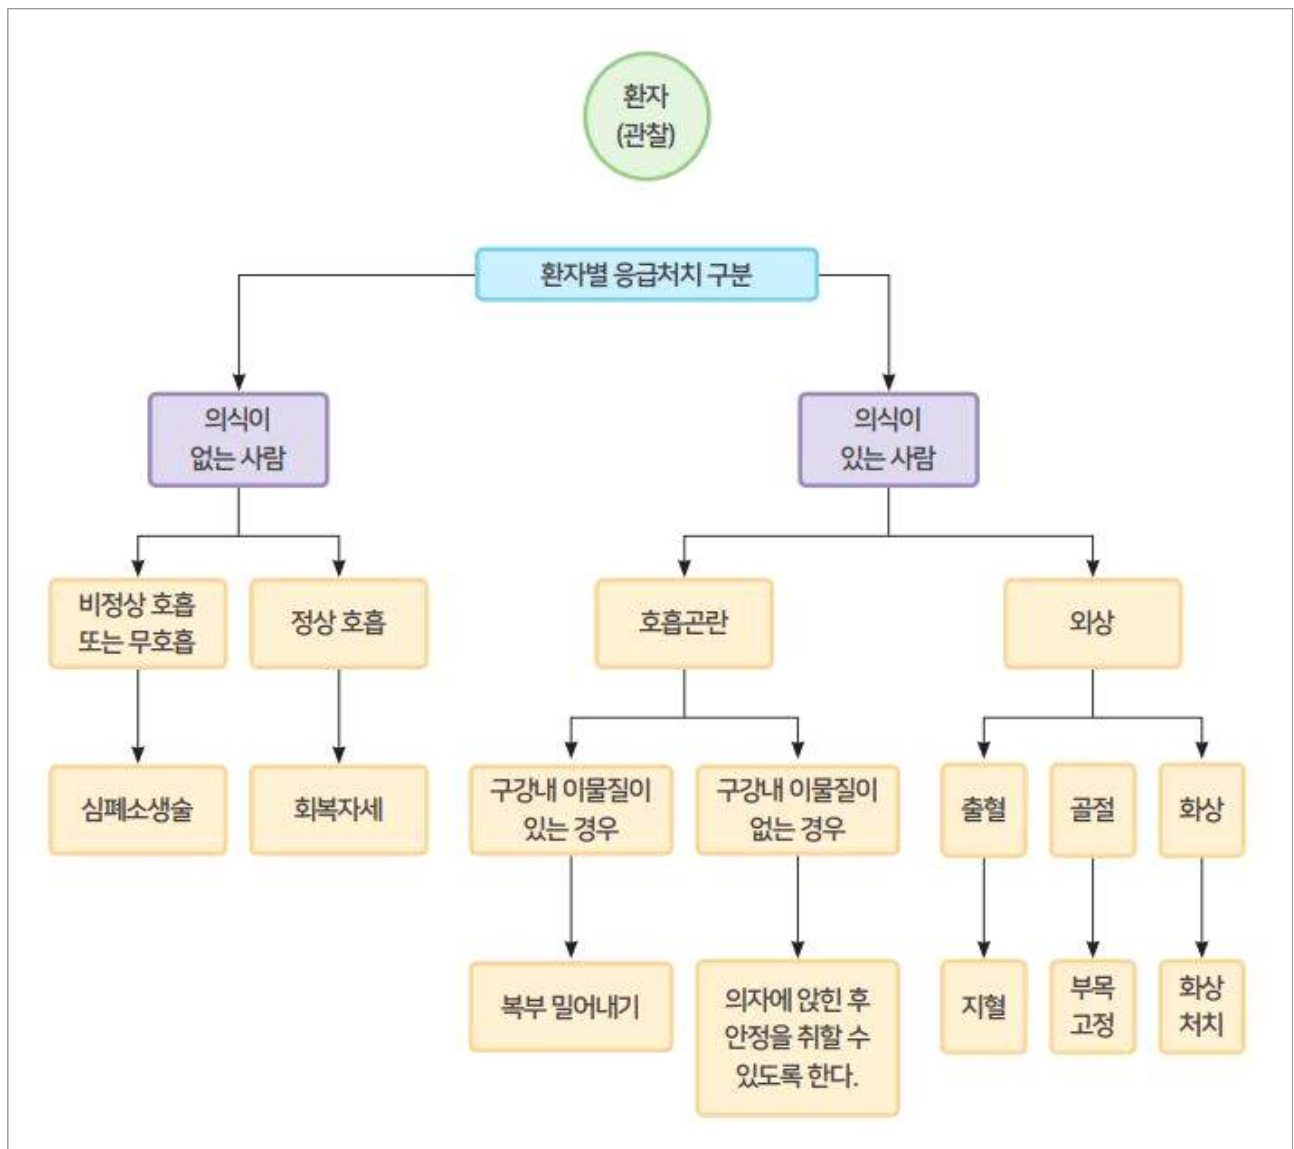 환자
(관찰)
환자별 응급처치 구분
의식이
없는 사람
의식이
있는 사람
비정상 호흡
또는 무호흡
정상 호흡
호흡곤란
외상
심폐소생술
회복자세
구강내 이물질이
있는 경우
구강내 이물질이
없는 경우
출혈
골절
화상
복부 밀어내기
의자에 앉힌 후
안정을 취할 수
있도록 한다.
지혈
부목
고정
화상
처치